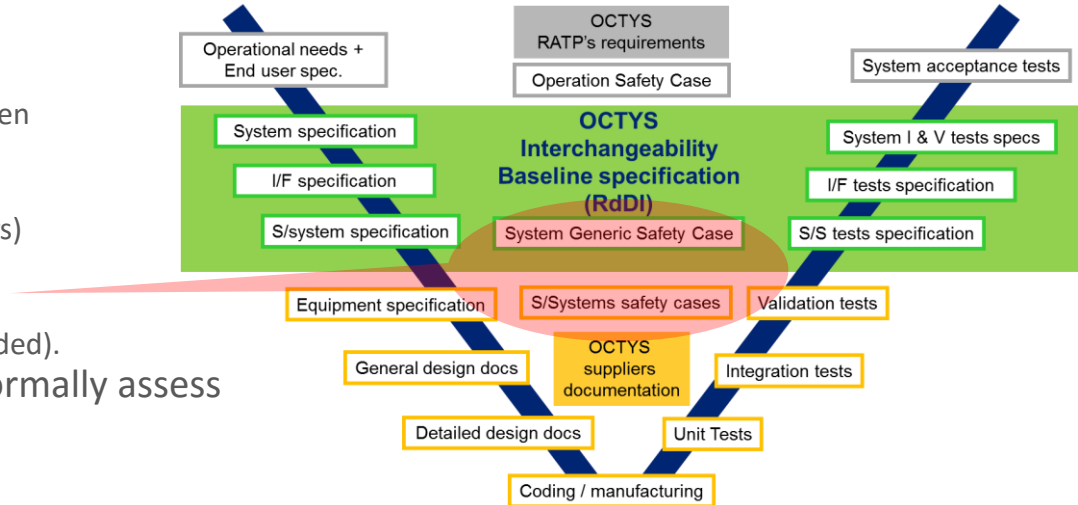 en
s)
ded).
ormally assess
Operational needs +
End user spec.
OCTYS
RATP's requirements
Operation Safety Case
System acceptance tests
System specification
I/F specification
S/system specification
OCTYS
Interchangeability
Baseline specification
(RdDI)
System Generic Safety Case
System I & V tests specs
I/F tests specification
S/S tests specification
Equipment specification
S/Systems safety cases
Validation tests
General design docs
OCTYS
suppliers
documentation
Integration tests
Detailed design docs
Unit Tests
Coding / manufacturing